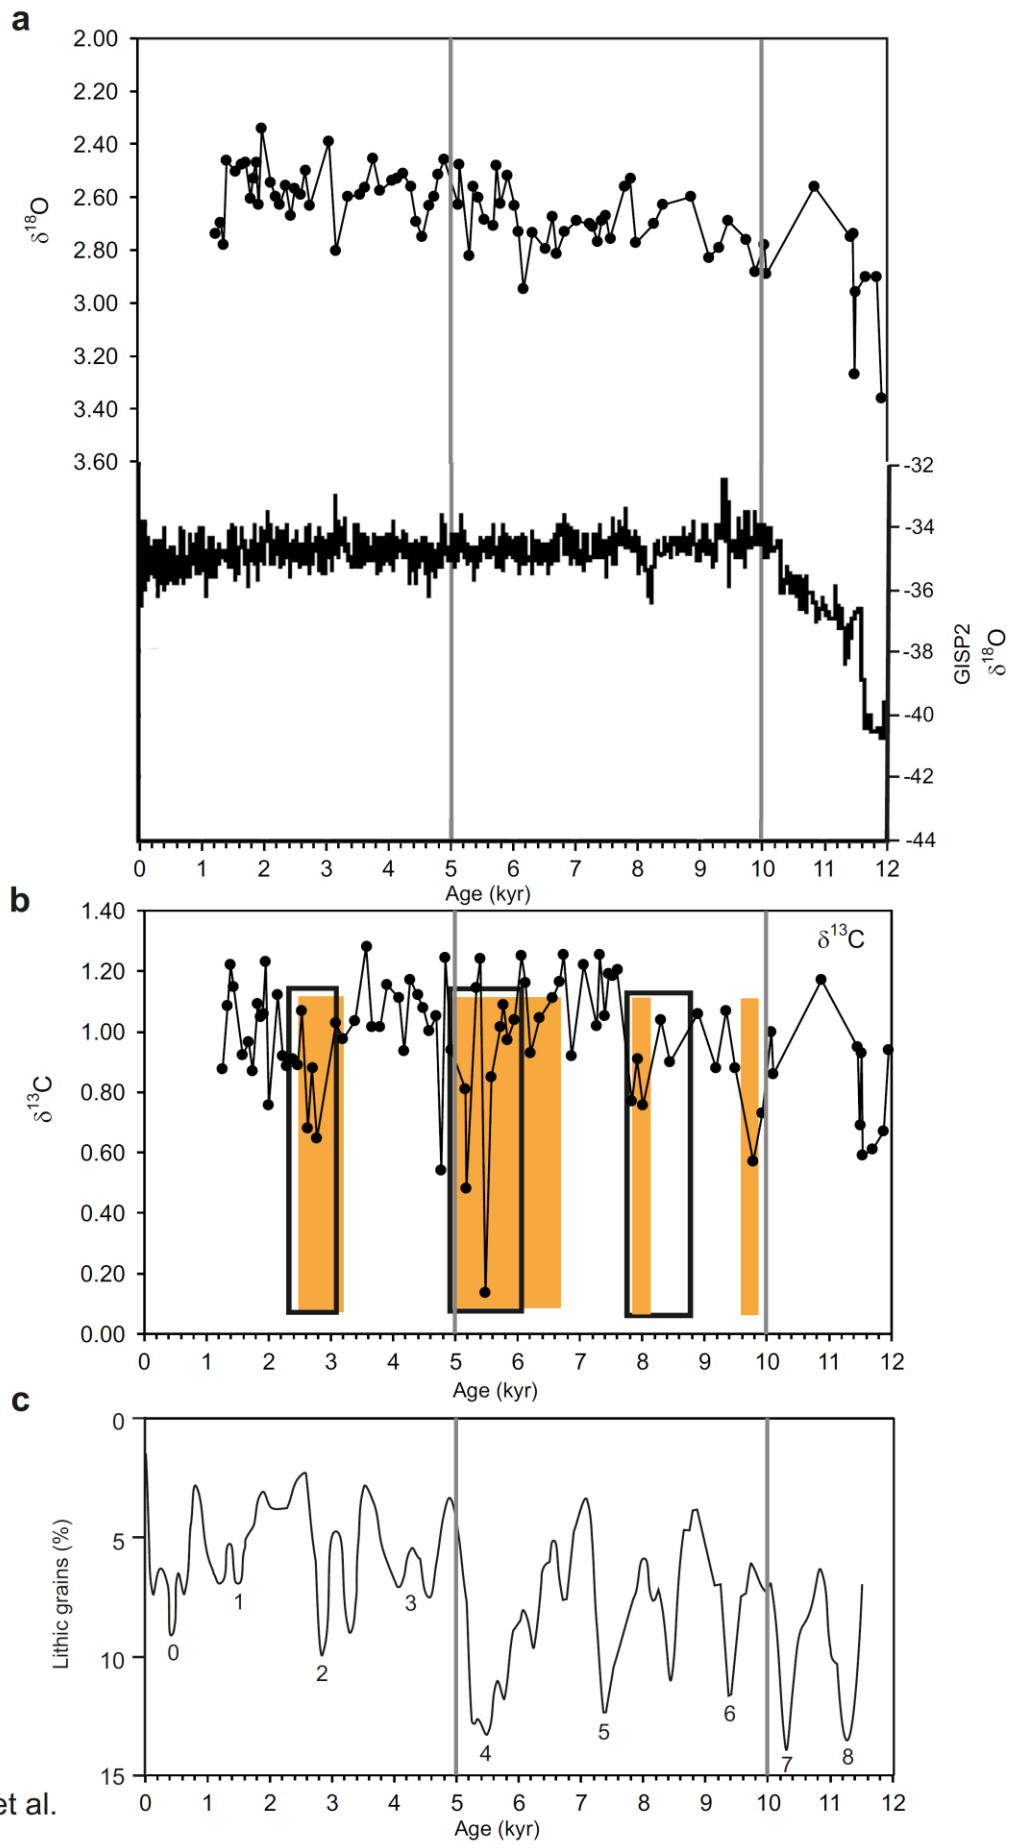 a
2.00
2.20
2.40
2.60
2.80
3.00
3.20
3.40
3.60
δ18O
-32
-34
-36
-38
-40
-42
-44
GISP2
δ18O
0 1 2 3 4 5 6 7 8 9 10 11 12
Age (kyr)
b
1.40
1.20
1.00
0.80
0.60
0.40
0.20
0.00
δ13C
δ13C
0 1 2 3 4 5 6 7 8 9 10 11 12
Age (kyr)
c
0
5
10
15
Lithic grains (%)
0
1
2
3
4
5
6
7
8
0 1 2 3 4 5 6 7 8 9 10 11 12
et al.
Age (kyr)